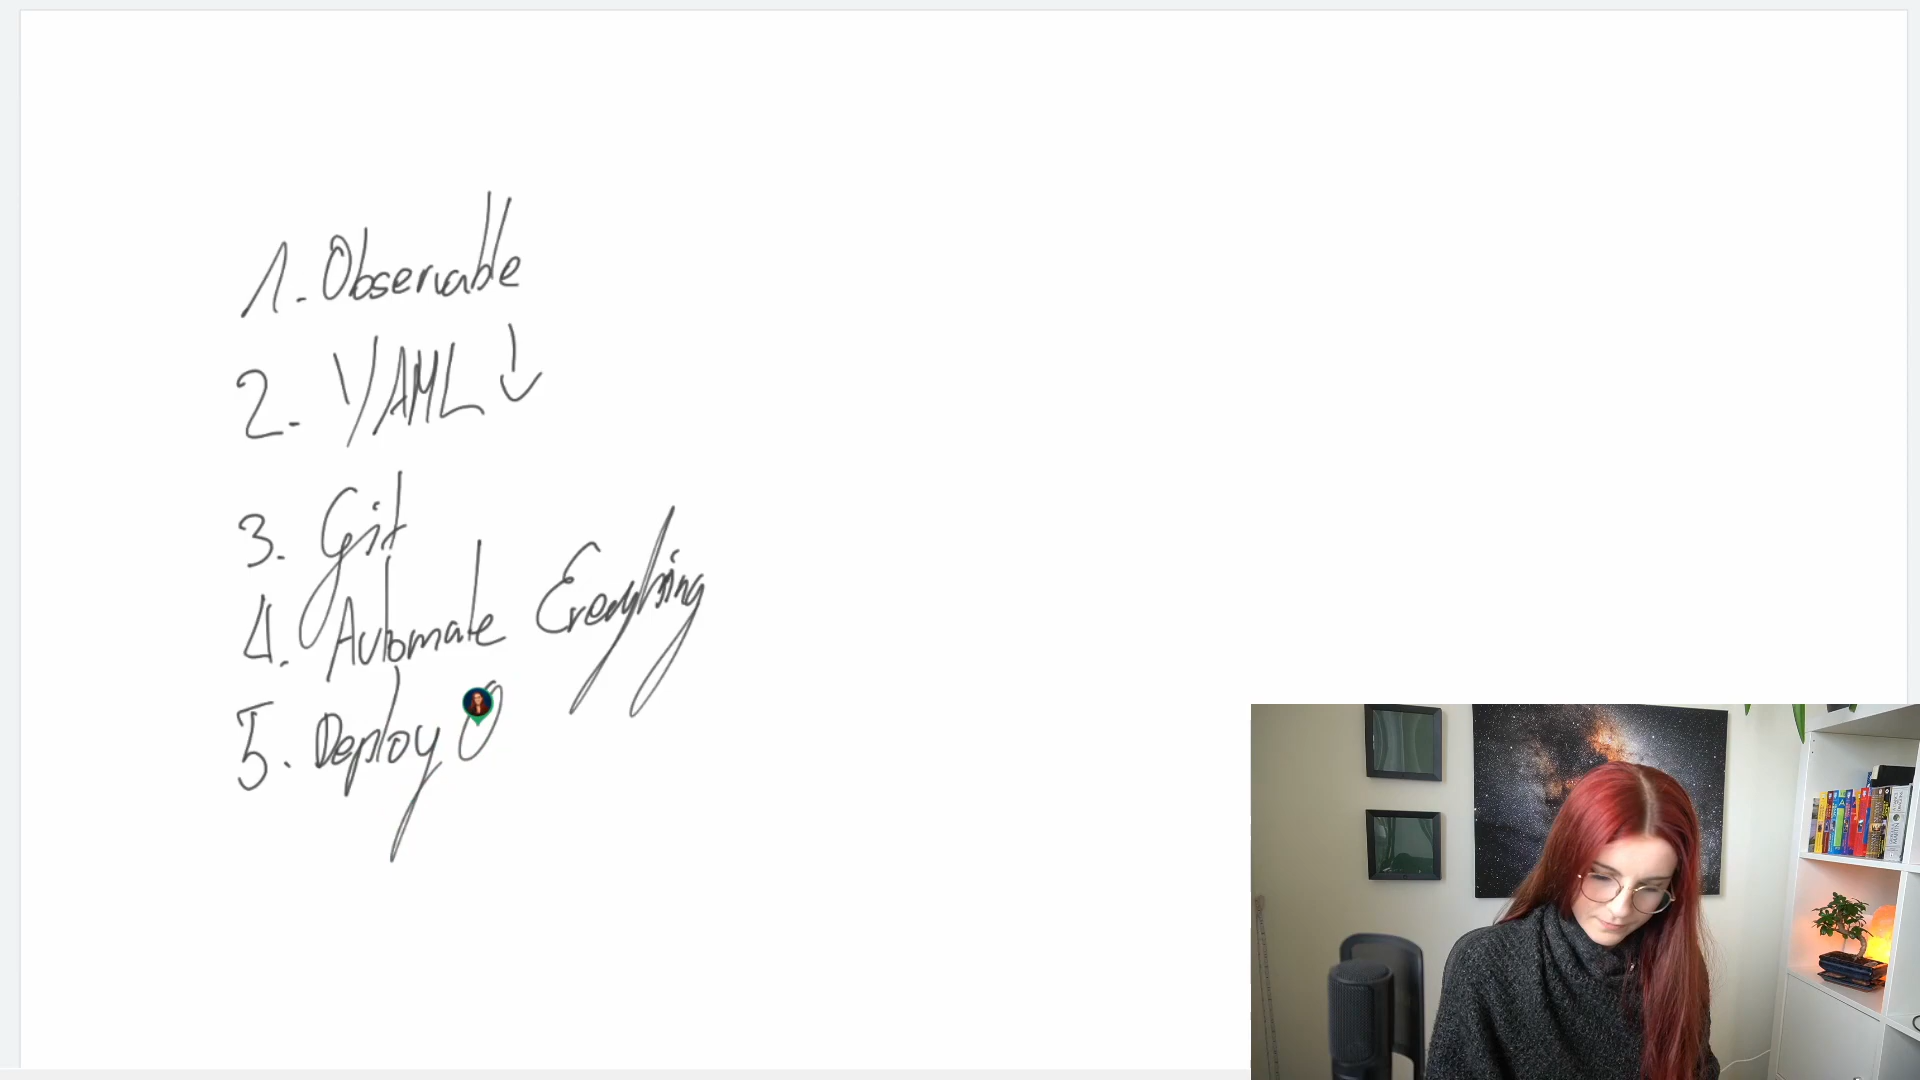 1. Observable
2. YAML ↓
3. Git
4. Automate Everything
5. Deploy